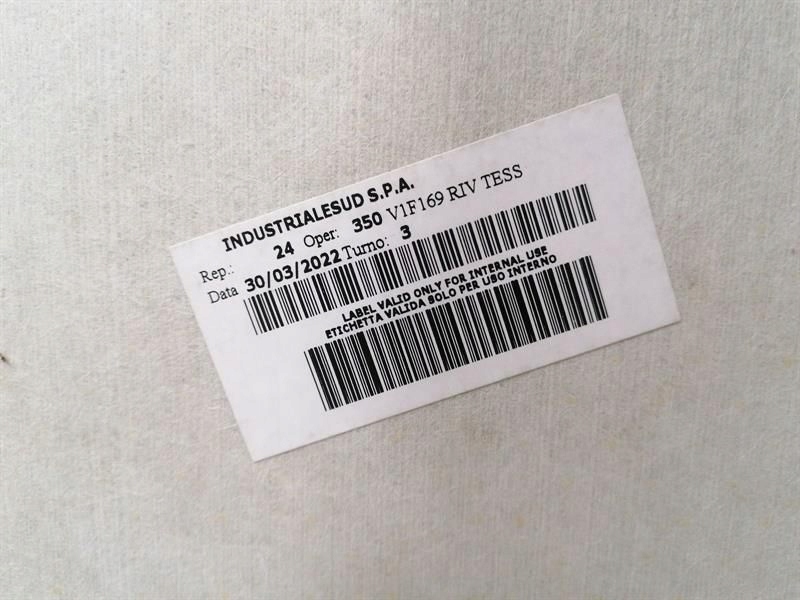 INDUSTRIALESUD S.P.A.
Rep.: 24 Oper: 350 V1F169 RIV TESS
Data 30/03/2022 Turno: 3
LABEL VALID ONLY FOR INTERNAL USE
ETICHETTA VALIDA SOLO PER USO INTERNO